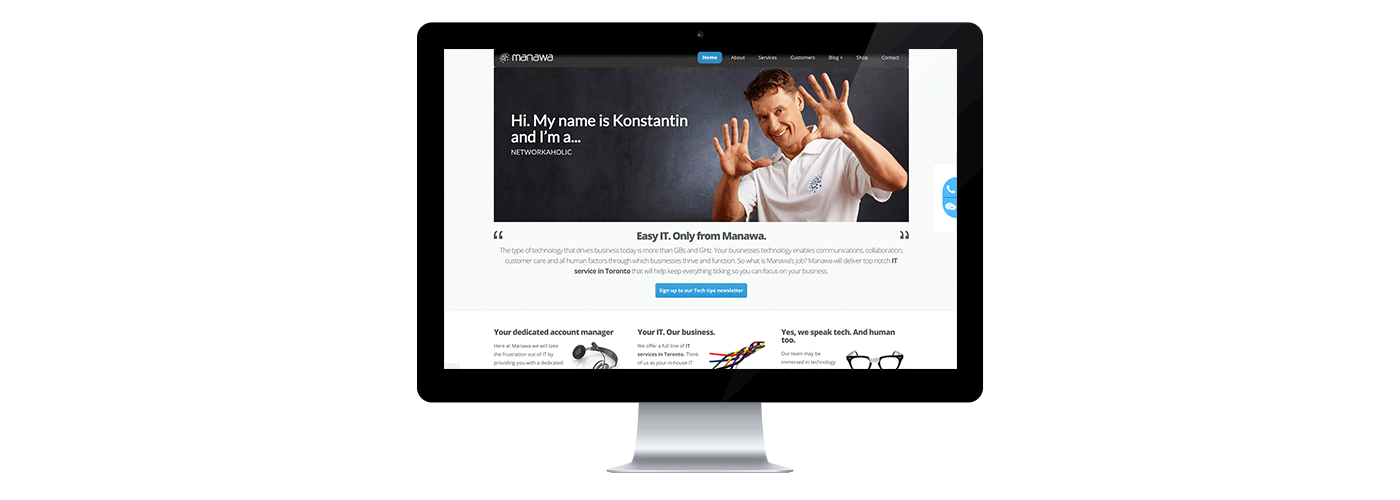 manawa
Home About Services Customers Blog + Shop Contact
Hi. My name is Konstantin
and I'm a...
NETWORKAHOLIC
“ Easy IT. Only from Manawa. ”
The type of technology that drives business today is more than GBs and GHz. Your businesses technology enables communications, collaboration,
customer care and all human factors through which businesses thrive and function. So what is Manawa's job? Manawa will deliver top notch IT
service in Toronto that will help keep everything ticking so you can focus on your business.
Sign up to our Tech tips newsletter
Your dedicated account manager
Here at Manawa we will take
the frustration out of IT by
providing you with a dedicated
Your IT. Our business.
We offer a full line of IT
services in Toronto. Think
of us as your in-house IT
Yes, we speak tech. And human
too.
Our team may be
immersed in technology